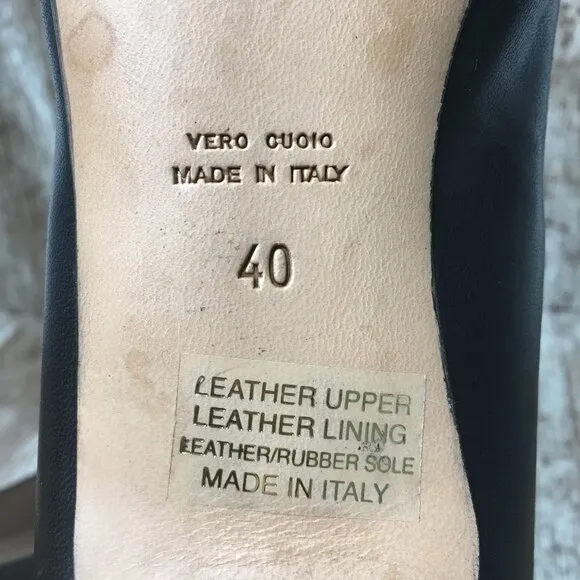 VERO CUOIO
MADE IN ITALY
40
LEATHER UPPER
LEATHER LINING
LEATHER/RUBBER SOLE
MADE IN ITALY